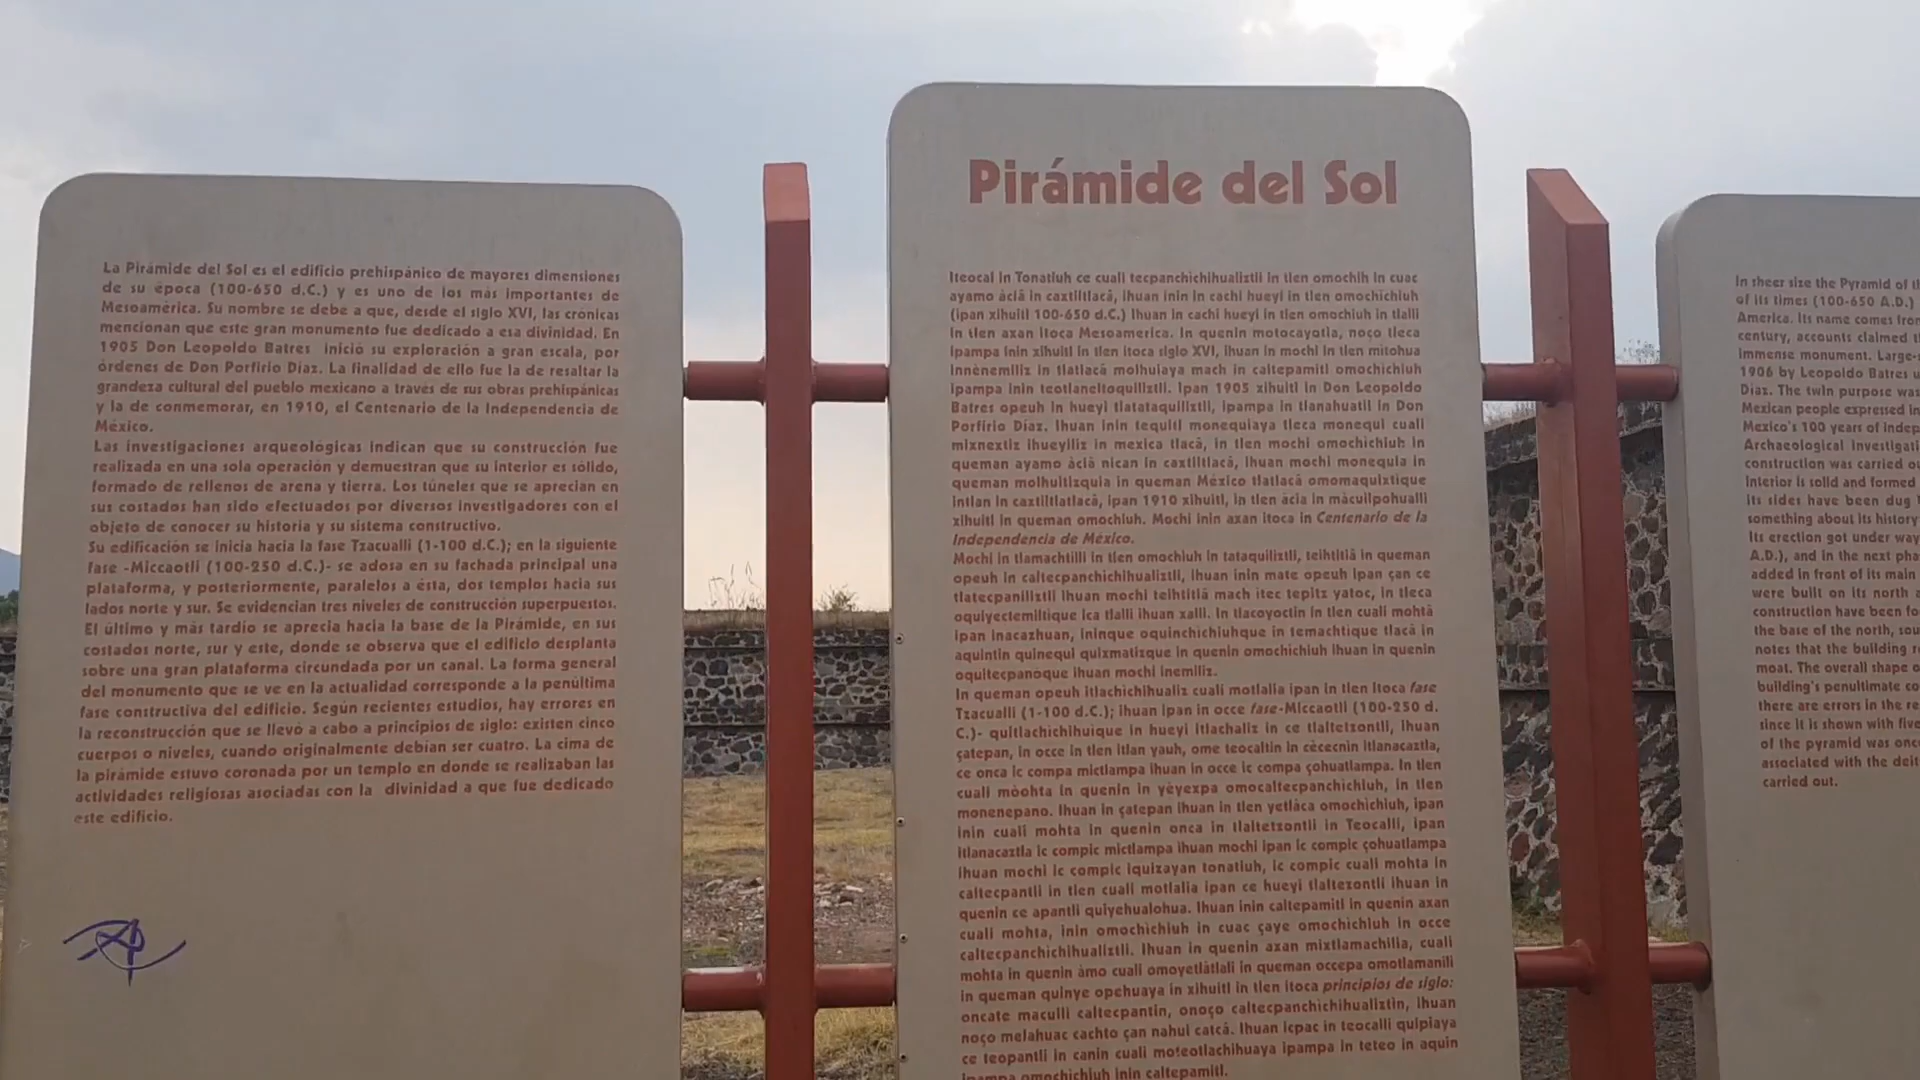 La Pirámide del Sol es el edificio prehispánico de mayores dimensiones
de su época (100-650 d.C.) y es uno de los más importantes de
Mesoamérica. Su nombre se debe a que, desde el siglo XVI, las crónicas
mencionan que este gran monumento fue dedicado a esa divinidad. En
1905 Don Leopoldo Batres inició su exploración a gran escala, por
órdenes de Don Porfirio Díaz. La finalidad de ello fue la de resaltar la
grandeza cultural del pueblo mexicano a través de sus obras prehispánicas
y la de conmemorar, en 1910, el Centenario de la Independencia de
México.
Las investigaciones arqueológicas indican que su construcción fue
realizada en una sola operación y demuestran que su interior es sólido,
formado de rellenos de arena y tierra. Los túneles que se aprecian en
sus costados han sido efectuados por diversos investigadores con el
objeto de conocer su historia y su sistema constructivo.
Su edificación se inicia hacia la fase Tzacualli (1-100 d.C.); en la siguiente
fase -Miccaotli (100-250 d.C.)- se adosa en su fachada principal una
plataforma, y posteriormente, paralelos a ésta, dos templos hacia sus
lados norte y sur. Se evidencian tres niveles de construcción superpuestos.
El último y más tardío se aprecia hacia la base de la Pirámide, en sus
costados norte, sur y este, donde se observa que el edificio desplanta
sobre una gran plataforma circundada por un canal. La forma general
del monumento que se ve en la actualidad corresponde a la penúltima
fase constructiva del edificio. Según recientes estudios, hay errores en
la reconstrucción que se llevó a cabo a principios de siglo: existen cinco
cuerpos o niveles, cuando originalmente debían ser cuatro. La cima de
la pirámide estuvo coronada por un templo en donde se realizaban las
actividades religiosas asociadas con la divinidad a que fue dedicado
este edificio.
Pirámide del Sol
Iteocal in Tonatiuh ce cuali tecpanchichihualiztli in tlen omochih in cuac
ayamo àciâ in caxtiltlacâ, ihuan inin in cachi hueyi in tlen omochichiuh
(ipan xihuitl 100-650 d.C.) Ihuan in cachi hueyi in tlen omochiuh in tlalli
in tlen axan itoca Mesoamerica. In quenin motocayotia, noço tleca
ipampa inin xihuitl in tlen itoca siglo XVI, ihuan in mochi in tlen mitohua
innènemiliz in tlatlacâ molhuiaya mach in caltepamitl omochichiuh
ipampa inin teotlaneltoquiliztli. Ipan 1905 xihuitl in Don Leopoldo
Batres opeuh in hueyi tlatataquiliztli, ipampa in tlanahuatil in Don
Porfirio Díaz. Ihuan inin tequitl monequiaya tleca monequi cuali
mixnextiz ihueyiliz in mexica tlacâ, in tlen mochi omochichiuh in
queman ayamo àciâ nican in caxtiltlacâ, ihuan mochi monequia in
queman molhuitizquia in queman México tlatlacâ omomaquixtique
intlan in caxtiltlatlacâ, ipan 1910 xihuitl, in tlen àcia in màcuilpohualli
xihuitl in queman omochiuh. Mochi inin axan itoca in Centenario de la
Independencia de México.
Mochi in tlamachtilli in tlen omochiuh in tataquiliztli, teihtitiâ in queman
opeuh in caltecpanchichihualiztli, ihuan inin mate opeuh ipan çan ce
tlatecpaniliztli ihuan mochi teihtitiâ mach itec tepitz yatoc, in tleca
oquiyectemiltique ica tlalli ihuan xalli. In tlacoyoctin in tlen cuali mohtâ
ipan inacazhuan, ininque oquinchichiuhque in temachtique tlacâ in
aquintin quinequi quixmatizque in quenin omochichiuh ihuan in quenin
oquitecpanòque ihuan mochi inemiliz.
In queman opeuh itlachichihualiz cuali motlalia ipan in tlen itoca fase
Tzacualli (1-100 d.C.); ihuan ipan in occe fase-Miccaotli (100-250 d.
C.)- quitlachichihuique in hueyi itlachaliz in ce tlaltetzontli, ihuan
çatepan, in occe in tlen itlan yauh, ome teocaltin in cècecnin itlanacaztla,
ce onca ic compa mictlampa ihuan in occe ic compa çohuatlampa. In tlen
cuali mòohta in quenin in yèyexpa omocaltecpanchichiuh, in tlen
monenepano. Ihuan in çatepan ihuan in tlen yetlàca omochichiuh, ipan
inin cuali mohta in quenin onca in tlaltetzontli in Teocalli, ipan
itlanacaztla ic compic mictlampa ihuan mochi ipan ic compic çohuatlampa
ihuan mochi ic compic iquizayan tonatiuh, ic compic cuali mohta in
caltecpantli in tlen cuali motlalia ipan ce hueyi tlaltezontli ihuan in
quenin ce apantli quiyehualohua. Ihuan inin caltepamitl in quenin axan
cuali mohta, inin omochichiuh in cuac çaye omochichiuh in occe
caltecpanchichihualiztli. Ihuan in quenin axan mixtlamachilia, cuali
mohta in quenin àmo cuali omoyetlàtlali in queman occepa omotlamanili
in queman quinye opehuaya in xihuitl in tlen itoca principios de siglo:
oncate maculli caltecpantin, onoço caltecpanchichihualiztin, ihuan
noço melahuac cachto çan nahui catcâ. Ihuan icpac in teocalli quipiaya
ce teopantli in canin cuali moteotlachihuaya ipampa in teteo in aquin
ipampa omochichiuh inin caltepamitl.
In sheer size the Pyramid of
of its times (100-650 A.D.)
America. Its name comes from
century, accounts claimed
immense monument. Large-
1906 by Leopoldo Batres
Díaz. The twin purpose was
Mexican people expressed in
Mexico's 100 years of
Archaeological
construction was carried
interior is solid and formed
its sides have been dug
something about its history
Its erection got under way
A.D.), and in the next
added in front of its main
were built on its north
construction have been
the base of the north,
notes that the building
moat. The overall shape
building's penultimate
there are errors in the
since it is shown with five
of the pyramid was
associated with the
carried out.